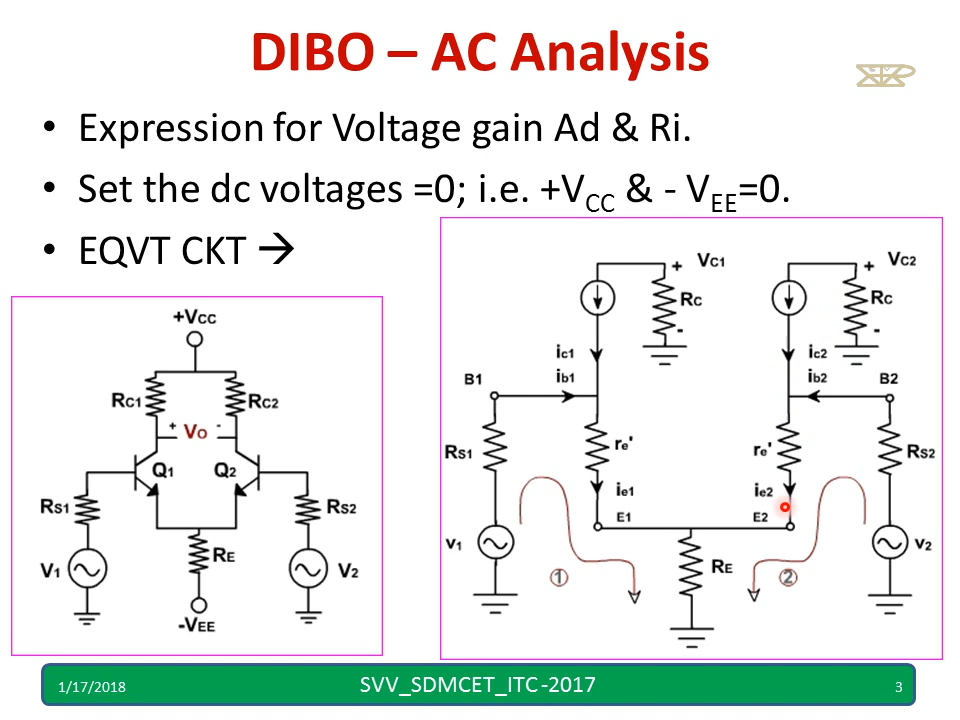 DIBO – AC Analysis
• Expression for Voltage gain Ad & Ri.
• Set the dc voltages =0; i.e. +VCC & - VEE=0.
• EQVT CKT →
+VCC
RC1
RC2
+ VO -
Q1
Q2
RS1
RS2
RE
V1
V2
-VEE
+ VC1
+ VC2
RC
RC
-
-
ic1
ic2
ib1
ib2
B1
B2
RS1
re'
re'
RS2
ie1
ie2
E1
E2
v1
1
RE
2
v2
1/17/2018
SVV_SDMCET_ITC -2017
3